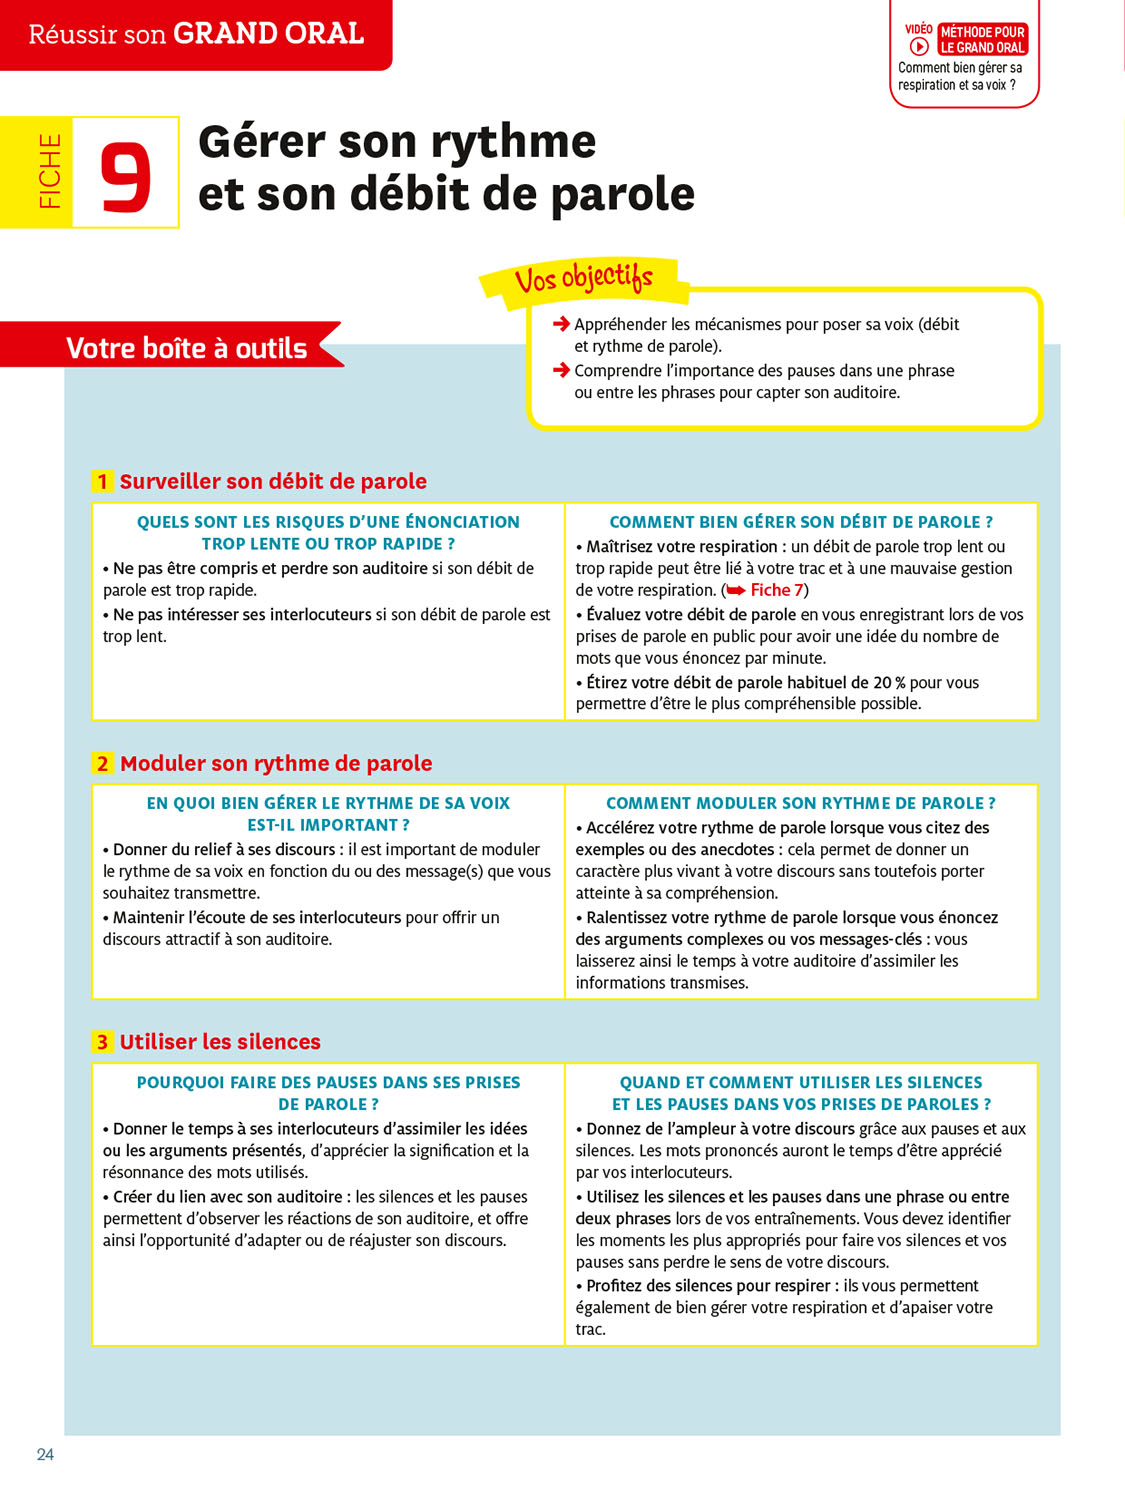 Réussir son GRAND ORAL
VIDÉO
MÉTHODE POUR
LE GRAND ORAL
Comment bien gérer sa
respiration et sa voix ?
FICHE
9
Gérer son rythme
et son débit de parole
Vos objectifs
➔ Appréhender les mécanismes pour poser sa voix (débit
et rythme de parole).
➔ Comprendre l’importance des pauses dans une phrase
ou entre les phrases pour capter son auditoire.
Votre boîte à outils
1 Surveiller son débit de parole
QUELS SONT LES RISQUES D’UNE ÉNONCIATION
TROP LENTE OU TROP RAPIDE ?
• Ne pas être compris et perdre son auditoire si son débit de
parole est trop rapide.
• Ne pas intéresser ses interlocuteurs si son débit de parole est
trop lent.
COMMENT BIEN GÉRER SON DÉBIT DE PAROLE ?
• Maîtrisez votre respiration : un débit de parole trop lent ou
trop rapide peut être lié à votre trac et à une mauvaise gestion
de votre respiration. (➥ Fiche 7)
• Évaluez votre débit de parole en vous enregistrant lors de vos
prises de parole en public pour avoir une idée du nombre de
mots que vous énoncez par minute.
• Étirez votre débit de parole habituel de 20 % pour vous
permettre d’être le plus compréhensible possible.
2 Moduler son rythme de parole
EN QUOI BIEN GÉRER LE RYTHME DE SA VOIX
EST-IL IMPORTANT ?
• Donner du relief à ses discours : il est important de moduler
le rythme de sa voix en fonction du ou des message(s) que vous
souhaitez transmettre.
• Maintenir l’écoute de ses interlocuteurs pour offrir un
discours attractif à son auditoire.
COMMENT MODULER SON RYTHME DE PAROLE ?
• Accélérez votre rythme de parole lorsque vous citez des
exemples ou des anecdotes : cela permet de donner un
caractère plus vivant à votre discours sans toutefois porter
atteinte à sa compréhension.
• Ralentissez votre rythme de parole lorsque vous énoncez
des arguments complexes ou vos messages-clés : vous
laisserez ainsi le temps à votre auditoire d’assimiler les
informations transmises.
3 Utiliser les silences
POURQUOI FAIRE DES PAUSES DANS SES PRISES
DE PAROLE ?
• Donner le temps à ses interlocuteurs d’assimiler les idées
ou les arguments présentés, d’apprécier la signification et la
résonnance des mots utilisés.
• Créer du lien avec son auditoire : les silences et les pauses
permettent d’observer les réactions de son auditoire, et offre
ainsi l’opportunité d’adapter ou de réajuster son discours.
QUAND ET COMMENT UTILISER LES SILENCES
ET LES PAUSES DANS VOS PRISES DE PAROLES ?
• Donnez de l’ampleur à votre discours grâce aux pauses et aux
silences. Les mots prononcés auront le temps d’être apprécié
par vos interlocuteurs.
• Utilisez les silences et les pauses dans une phrase ou entre
deux phrases lors de vos entraînements. Vous devez identifier
les moments les plus appropriés pour faire vos silences et vos
pauses sans perdre le sens de votre discours.
• Profitez des silences pour respirer : ils vous permettent
également de bien gérer votre respiration et d’apaiser votre
trac.
24